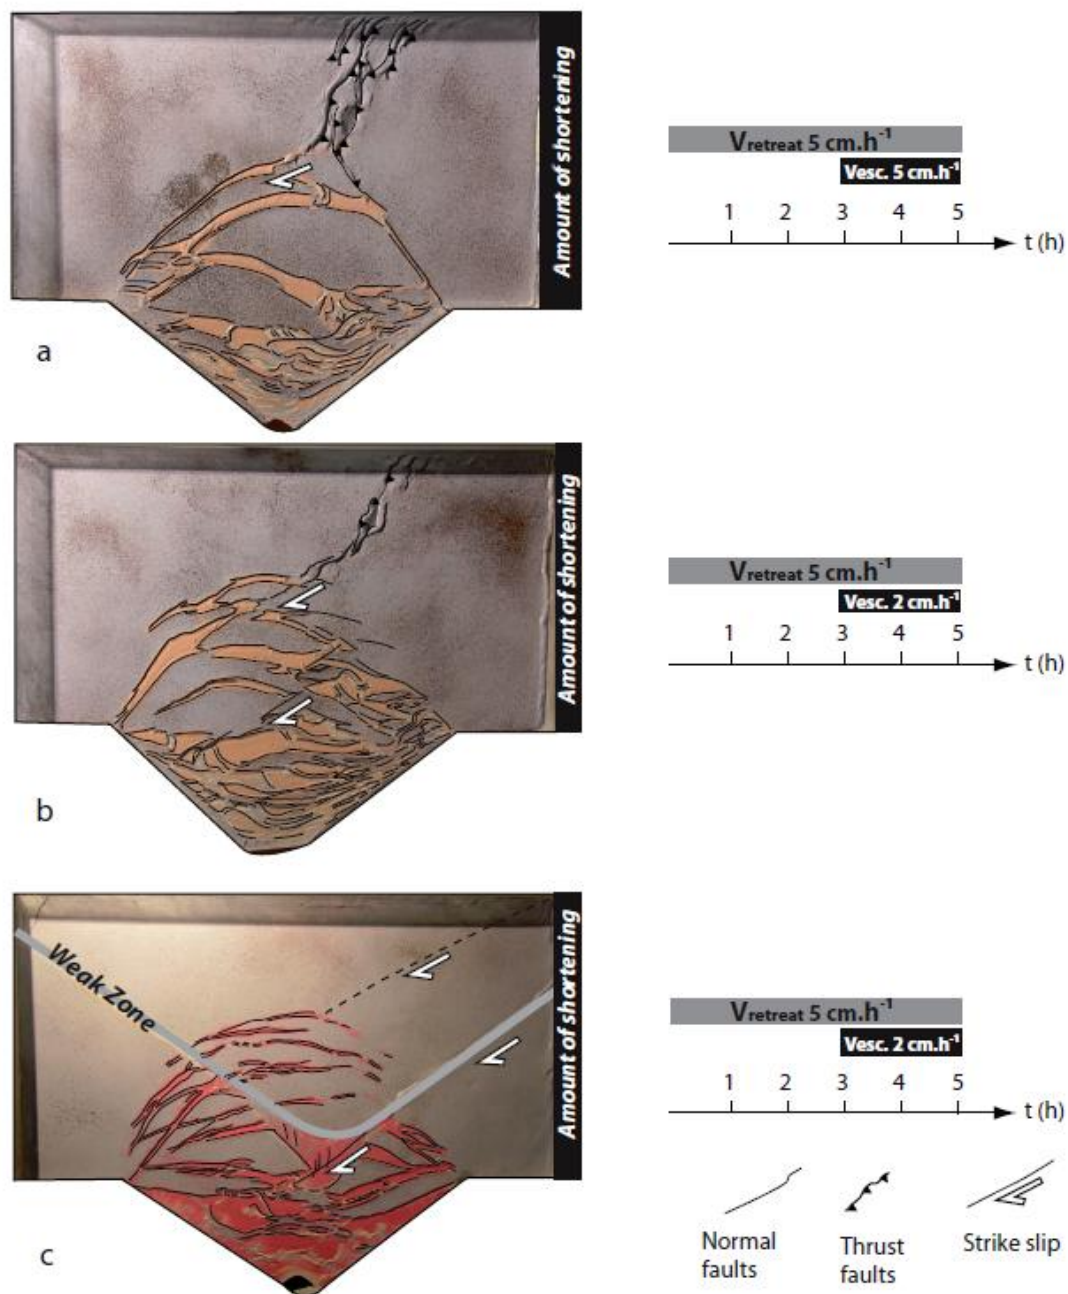 Amount of shortening
a
Vretreat 5 cm.h-1
Vesc. 5 cm.h-1
1 2 3 4 5
t (h)
Amount of shortening
b
Vretreat 5 cm.h-1
Vesc. 2 cm.h-1
1 2 3 4 5
t (h)
Weak Zone
Amount of shortening
c
Vretreat 5 cm.h-1
Vesc. 2 cm.h-1
1 2 3 4 5
t (h)
Normal faults
Thrust faults
Strike slip